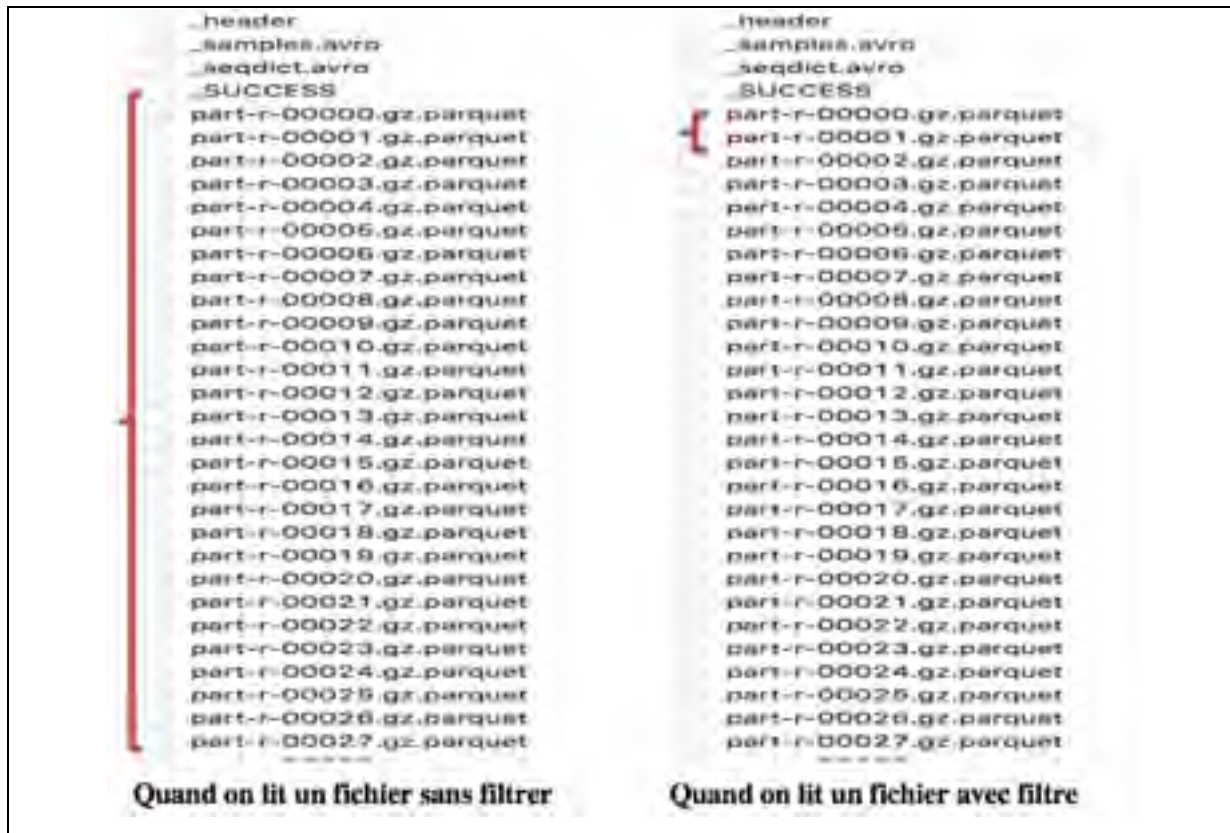 _header
_samples.avro
_seqdict.avro
_SUCCESS
part-r-00000.gz.parquet
part-r-00001.gz.parquet
part-r-00002.gz.parquet
part-r-00003.gz.parquet
part-r-00004.gz.parquet
part-r-00005.gz.parquet
part-r-00006.gz.parquet
part-r-00007.gz.parquet
part-r-00008.gz.parquet
part-r-00009.gz.parquet
part-r-00010.gz.parquet
part-r-00011.gz.parquet
part-r-00012.gz.parquet
part-r-00013.gz.parquet
part-r-00014.gz.parquet
part-r-00015.gz.parquet
part-r-00016.gz.parquet
part-r-00017.gz.parquet
part-r-00018.gz.parquet
part-r-00019.gz.parquet
part-r-00020.gz.parquet
part-r-00021.gz.parquet
part-r-00022.gz.parquet
part-r-00023.gz.parquet
part-r-00024.gz.parquet
part-r-00025.gz.parquet
part-r-00026.gz.parquet
part-r-00027.gz.parquet
Quand on lit un fichier sans filtrer
_header
_samples.avro
_seqdict.avro
_SUCCESS
part-r-00000.gz.parquet
part-r-00001.gz.parquet
part-r-00002.gz.parquet
part-r-00003.gz.parquet
part-r-00004.gz.parquet
part-r-00005.gz.parquet
part-r-00006.gz.parquet
part-r-00007.gz.parquet
part-r-00008.gz.parquet
part-r-00009.gz.parquet
part-r-00010.gz.parquet
part-r-00011.gz.parquet
part-r-00012.gz.parquet
part-r-00013.gz.parquet
part-r-00014.gz.parquet
part-r-00015.gz.parquet
part-r-00016.gz.parquet
part-r-00017.gz.parquet
part-r-00018.gz.parquet
part-r-00019.gz.parquet
part-r-00020.gz.parquet
part-r-00021.gz.parquet
part-r-00022.gz.parquet
part-r-00023.gz.parquet
part-r-00024.gz.parquet
part-r-00025.gz.parquet
part-r-00026.gz.parquet
part-r-00027.gz.parquet
Quand on lit un fichier avec filtre